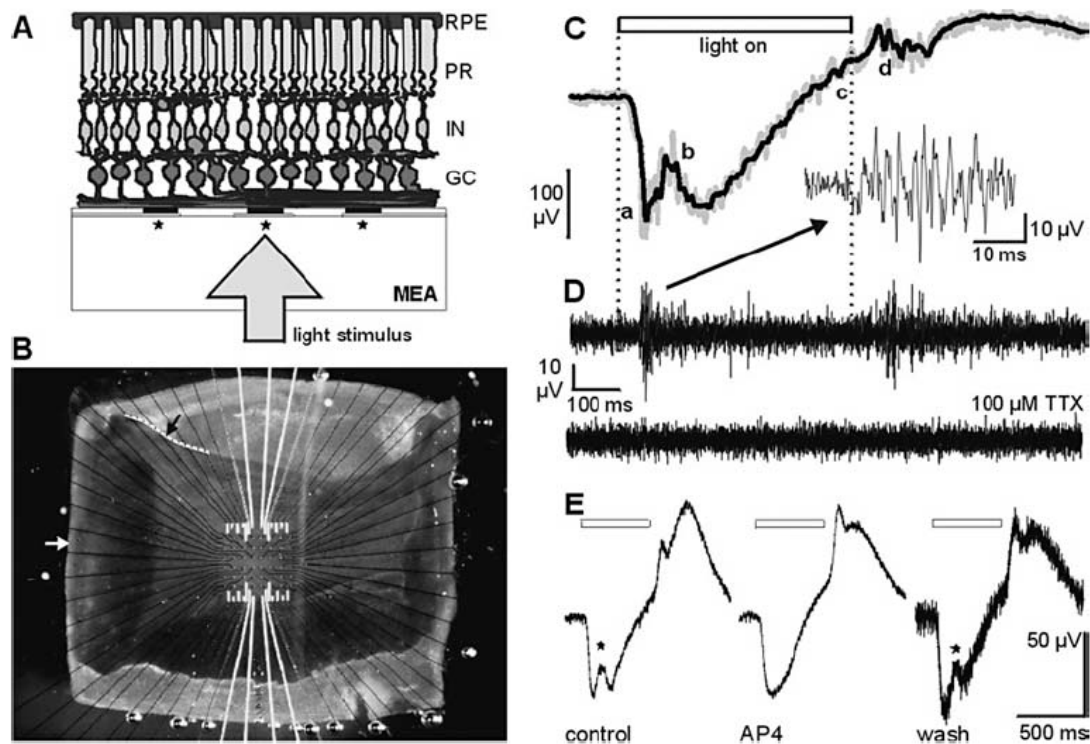 A
RPE
PR
IN
GC
MEA
light stimulus
B
C
light on
a
b
c
d
100
µV
10 µV
10 ms
D
10
µV
100 ms
100 µM TTX
E
50
µV
500 ms
control
AP4
wash